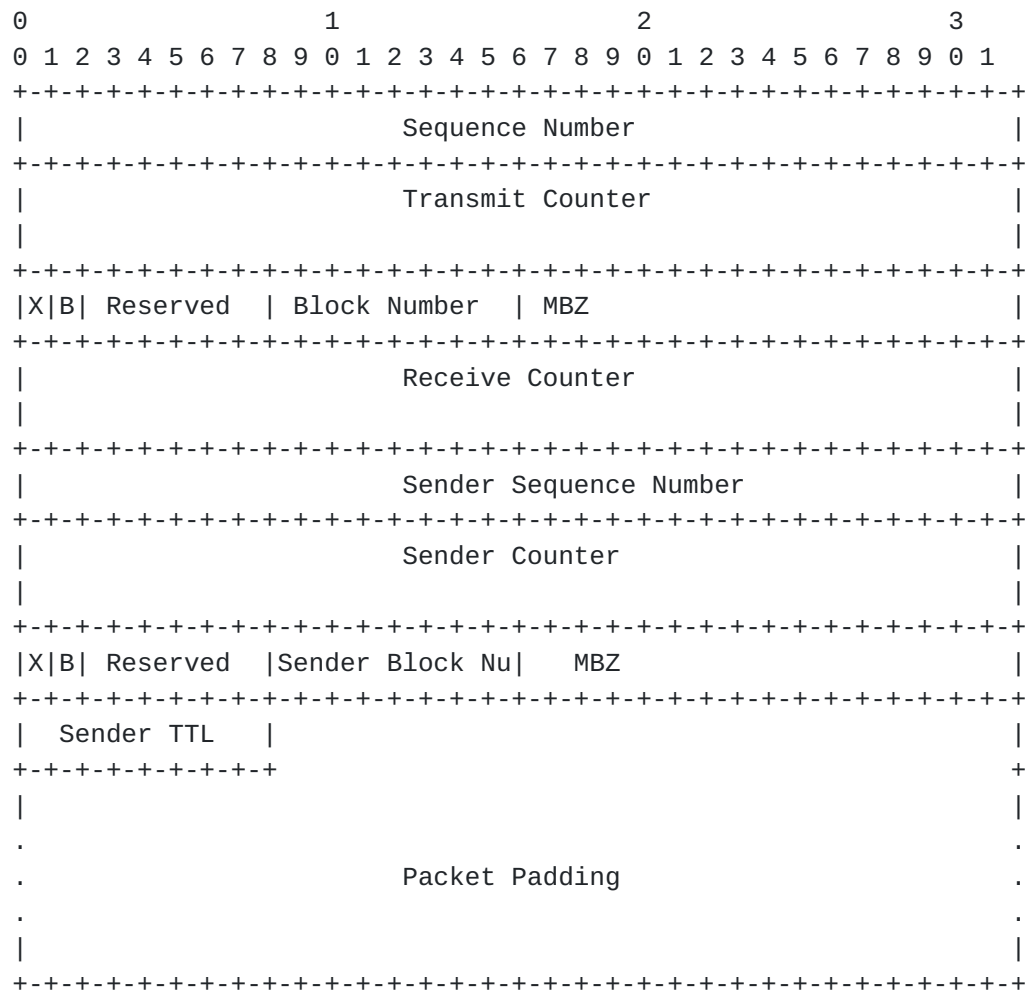 0                   1                   2                   3
0 1 2 3 4 5 6 7 8 9 0 1 2 3 4 5 6 7 8 9 0 1 2 3 4 5 6 7 8 9 0 1
+-+-+-+-+-+-+-+-+-+-+-+-+-+-+-+-+-+-+-+-+-+-+-+-+-+-+-+-+-+-+-+-+
|                        Sequence Number                        |
+-+-+-+-+-+-+-+-+-+-+-+-+-+-+-+-+-+-+-+-+-+-+-+-+-+-+-+-+-+-+-+-+
|                        Transmit Counter                       |
|                                                               |
+-+-+-+-+-+-+-+-+-+-+-+-+-+-+-+-+-+-+-+-+-+-+-+-+-+-+-+-+-+-+-+-+
|X|B| Reserved  | Block Number  | MBZ                           |
+-+-+-+-+-+-+-+-+-+-+-+-+-+-+-+-+-+-+-+-+-+-+-+-+-+-+-+-+-+-+-+-+
|                        Receive Counter                        |
|                                                               |
+-+-+-+-+-+-+-+-+-+-+-+-+-+-+-+-+-+-+-+-+-+-+-+-+-+-+-+-+-+-+-+-+
|                        Sender Sequence Number                 |
+-+-+-+-+-+-+-+-+-+-+-+-+-+-+-+-+-+-+-+-+-+-+-+-+-+-+-+-+-+-+-+-+
|                        Sender Counter                         |
|                                                               |
+-+-+-+-+-+-+-+-+-+-+-+-+-+-+-+-+-+-+-+-+-+-+-+-+-+-+-+-+-+-+-+-+
|X|B| Reserved  |Sender Block Nu|   MBZ                         |
+-+-+-+-+-+-+-+-+-+-+-+-+-+-+-+-+-+-+-+-+-+-+-+-+-+-+-+-+-+-+-+-+
|  Sender TTL   |                                               |
+-+-+-+-+-+-+-+-+                                               +
|                                                               |
.                                                               .
.                        Packet Padding                         .
.                                                               .
|                                                               |
+-+-+-+-+-+-+-+-+-+-+-+-+-+-+-+-+-+-+-+-+-+-+-+-+-+-+-+-+-+-+-+-+